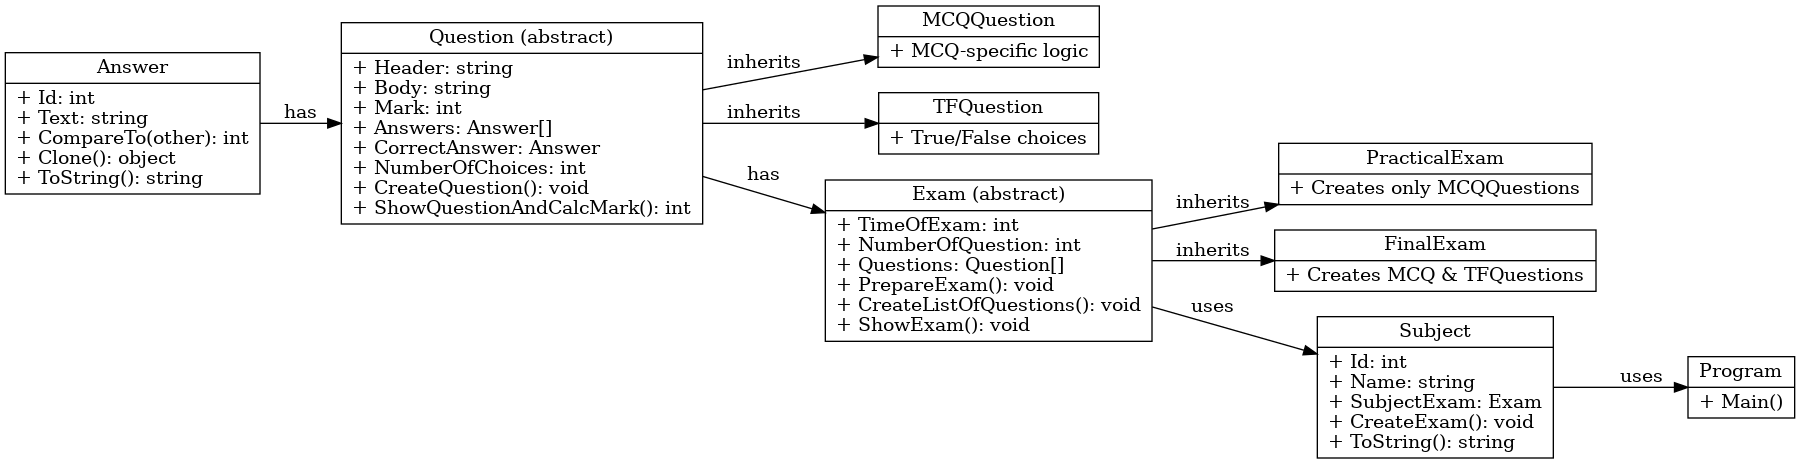 Answer
+ Id: int
+ Text: string
+ CompareTo(other): int
+ Clone(): object
+ ToString(): string
has
Question (abstract)
+ Header: string
+ Body: string
+ Mark: int
+ Answers: Answer[]
+ CorrectAnswer: Answer
+ NumberOfChoices: int
+ CreateQuestion(): void
+ ShowQuestionAndCalcMark(): int
inherits
MCQQuestion
+ MCQ-specific logic
inherits
TFQuestion
+ True/False choices
has
Exam (abstract)
+ TimeOfExam: int
+ NumberOfQuestion: int
+ Questions: Question[]
+ PrepareExam(): void
+ CreateListOfQuestions(): void
+ ShowExam(): void
inherits
PracticalExam
+ Creates only MCQQuestions
inherits
FinalExam
+ Creates MCQ & TFQuestions
uses
Subject
+ Id: int
+ Name: string
+ SubjectExam: Exam
+ CreateExam(): void
+ ToString(): string
uses
Program
+ Main()